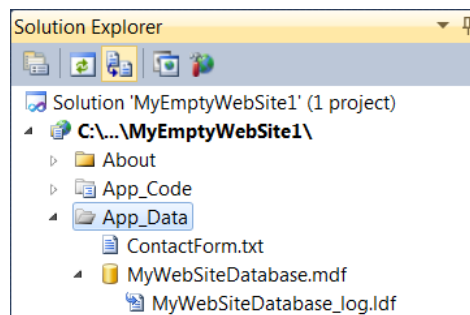 Solution Explorer
Solution 'MyEmptyWebSite1' (1 project)
C:\...\MyEmptyWebSite1\
About
App_Code
App_Data
ContactForm.txt
MyWebSiteDatabase.mdf
MyWebSiteDatabase_log.ldf